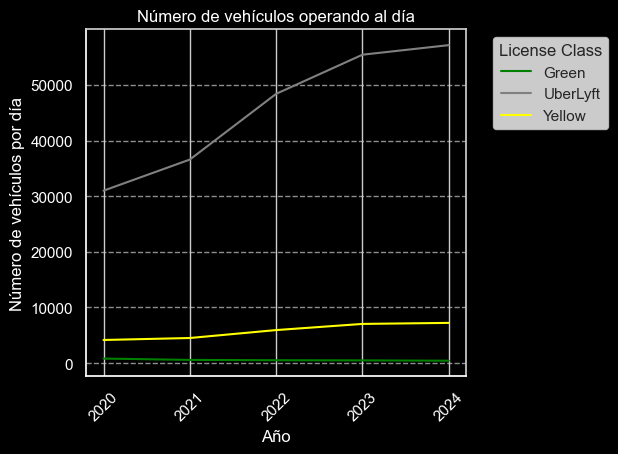 Número de vehículos operando al día
License Class
Green
UberLyft
Yellow
Número de vehículos por día
50000
40000
30000
20000
10000
0
2020
2021
2022
2023
2024
Año